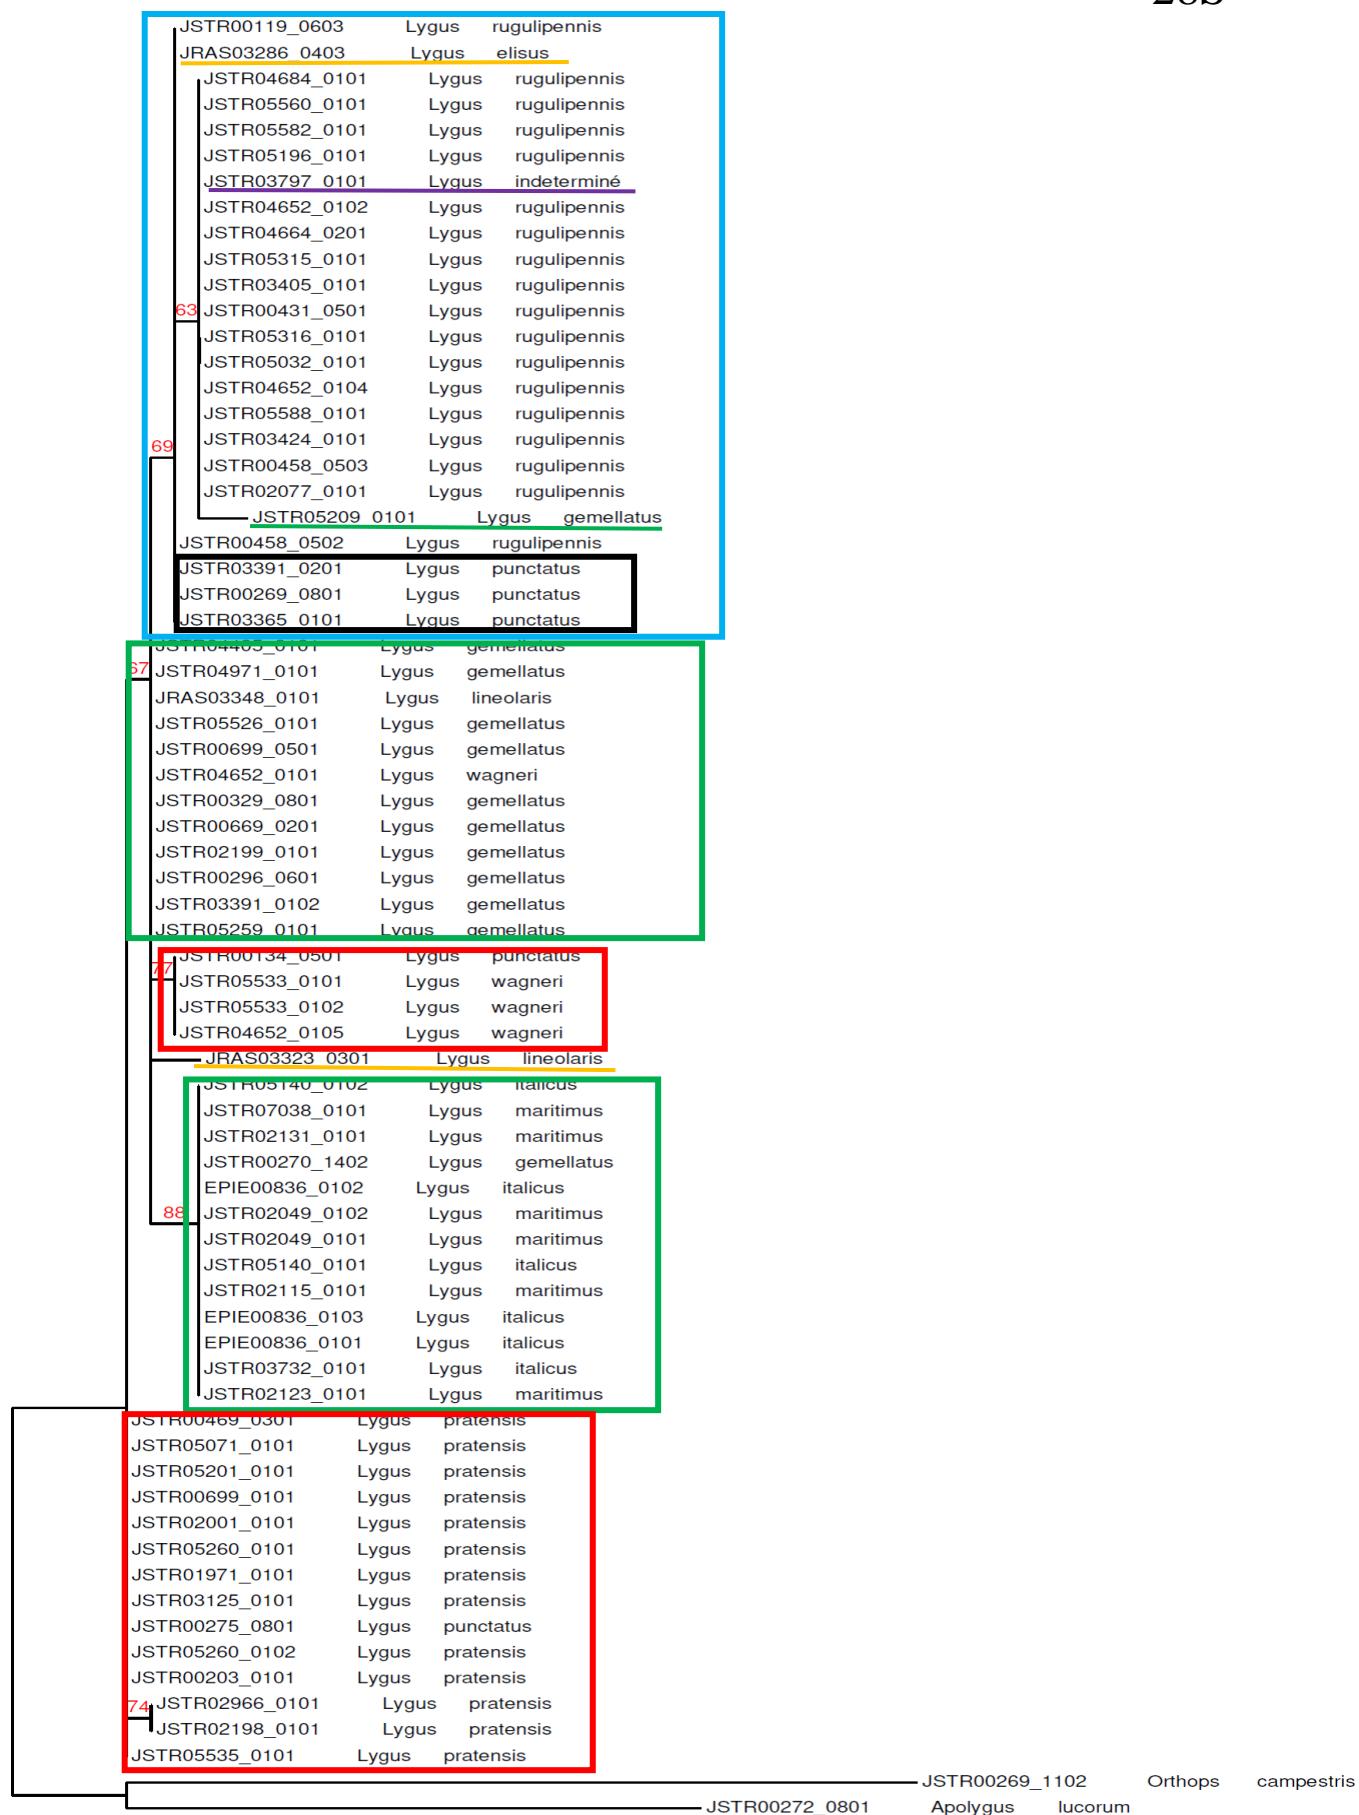 28S
JSTR00119_0603 Lygus rugulipennis
JRAS03286_0403 Lygus elisus
JSTR04684_0101 Lygus rugulipennis
JSTR05560_0101 Lygus rugulipennis
JSTR05582_0101 Lygus rugulipennis
JSTR05196_0101 Lygus rugulipennis
JSTR03797_0101 Lygus indeterminé
JSTR04652_0102 Lygus rugulipennis
JSTR04664_0201 Lygus rugulipennis
JSTR05315_0101 Lygus rugulipennis
JSTR03405_0101 Lygus rugulipennis
63 JSTR00431_0501 Lygus rugulipennis
JSTR05316_0101 Lygus rugulipennis
JSTR05032_0101 Lygus rugulipennis
JSTR04652_0104 Lygus rugulipennis
JSTR05588_0101 Lygus rugulipennis
69 JSTR03424_0101 Lygus rugulipennis
JSTR00458_0503 Lygus rugulipennis
JSTR02077_0101 Lygus rugulipennis
JSTR05209_0101 Lygus gemellatus
JSTR00458_0502 Lygus rugulipennis
JSTR03391_0201 Lygus punctatus
JSTR00269_0801 Lygus punctatus
JSTR03365_0101 Lygus punctatus
JSTR04405_0101 Lygus gemellatus
67 JSTR04971_0101 Lygus gemellatus
JRAS03348_0101 Lygus lineolaris
JSTR05526_0101 Lygus gemellatus
JSTR00699_0501 Lygus gemellatus
JSTR04652_0101 Lygus wagneri
JSTR00329_0801 Lygus gemellatus
JSTR00669_0201 Lygus gemellatus
JSTR02199_0101 Lygus gemellatus
JSTR00296_0601 Lygus gemellatus
JSTR03391_0102 Lygus gemellatus
JSTR05259_0101 Lygus gemellatus
JSTR00134_0501 Lygus punctatus
77 JSTR05533_0101 Lygus wagneri
JSTR05533_0102 Lygus wagneri
JSTR04652_0105 Lygus wagneri
JRAS03323_0301 Lygus lineolaris
JSTR05140_0102 Lygus italicus
JSTR07038_0101 Lygus maritimus
JSTR02131_0101 Lygus maritimus
JSTR00270_1402 Lygus gemellatus
EPIE00836_0102 Lygus italicus
88 JSTR02049_0102 Lygus maritimus
JSTR02049_0101 Lygus maritimus
JSTR05140_0101 Lygus italicus
JSTR02115_0101 Lygus maritimus
EPIE00836_0103 Lygus italicus
EPIE00836_0101 Lygus italicus
JSTR03732_0101 Lygus italicus
JSTR02123_0101 Lygus maritimus
JSTR00469_0301 Lygus pratensis
JSTR05071_0101 Lygus pratensis
JSTR05201_0101 Lygus pratensis
JSTR00699_0101 Lygus pratensis
JSTR02001_0101 Lygus pratensis
JSTR05260_0101 Lygus pratensis
JSTR01971_0101 Lygus pratensis
JSTR03125_0101 Lygus pratensis
JSTR00275_0801 Lygus punctatus
JSTR05260_0102 Lygus pratensis
JSTR00203_0101 Lygus pratensis
74 JSTR02966_0101 Lygus pratensis
JSTR02198_0101 Lygus pratensis
JSTR05535_0101 Lygus pratensis
JSTR00269_1102 Orthops campestris
JSTR00272_0801 Apolygus lucorum